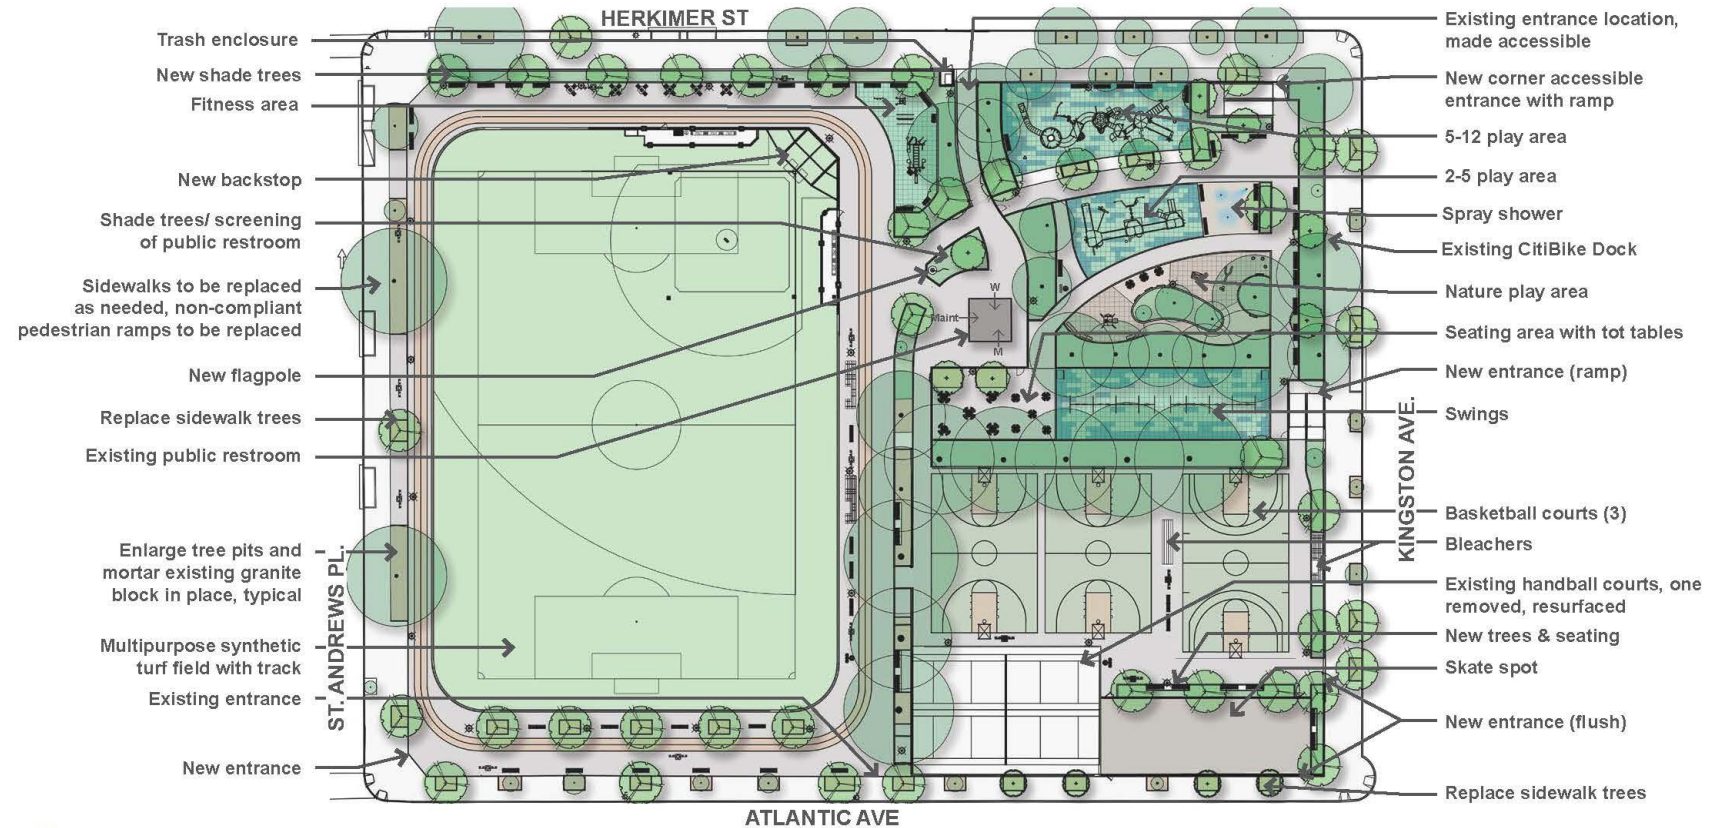 HERKIMER ST
Trash enclosure
New shade trees
Fitness area
New backstop
Shade trees/ screening
of public restroom
Sidewalks to be replaced
as needed, non-compliant
pedestrian ramps to be replaced
New flagpole
Replace sidewalk trees
Existing public restroom
Enlarge tree pits and
mortar existing granite
block in place, typical
Multipurpose synthetic
turf field with track
Existing entrance
New entrance
ST. ANDREWS PL.
W
Maint
M
Existing entrance location,
made accessible
New corner accessible
entrance with ramp
5-12 play area
2-5 play area
Spray shower
Existing CitiBike Dock
Nature play area
Seating area with tot tables
New entrance (ramp)
Swings
KINGSTON AVE.
Basketball courts (3)
Bleachers
Existing handball courts, one
removed, resurfaced
New trees & seating
Skate spot
New entrance (flush)
Replace sidewalk trees
ATLANTIC AVE